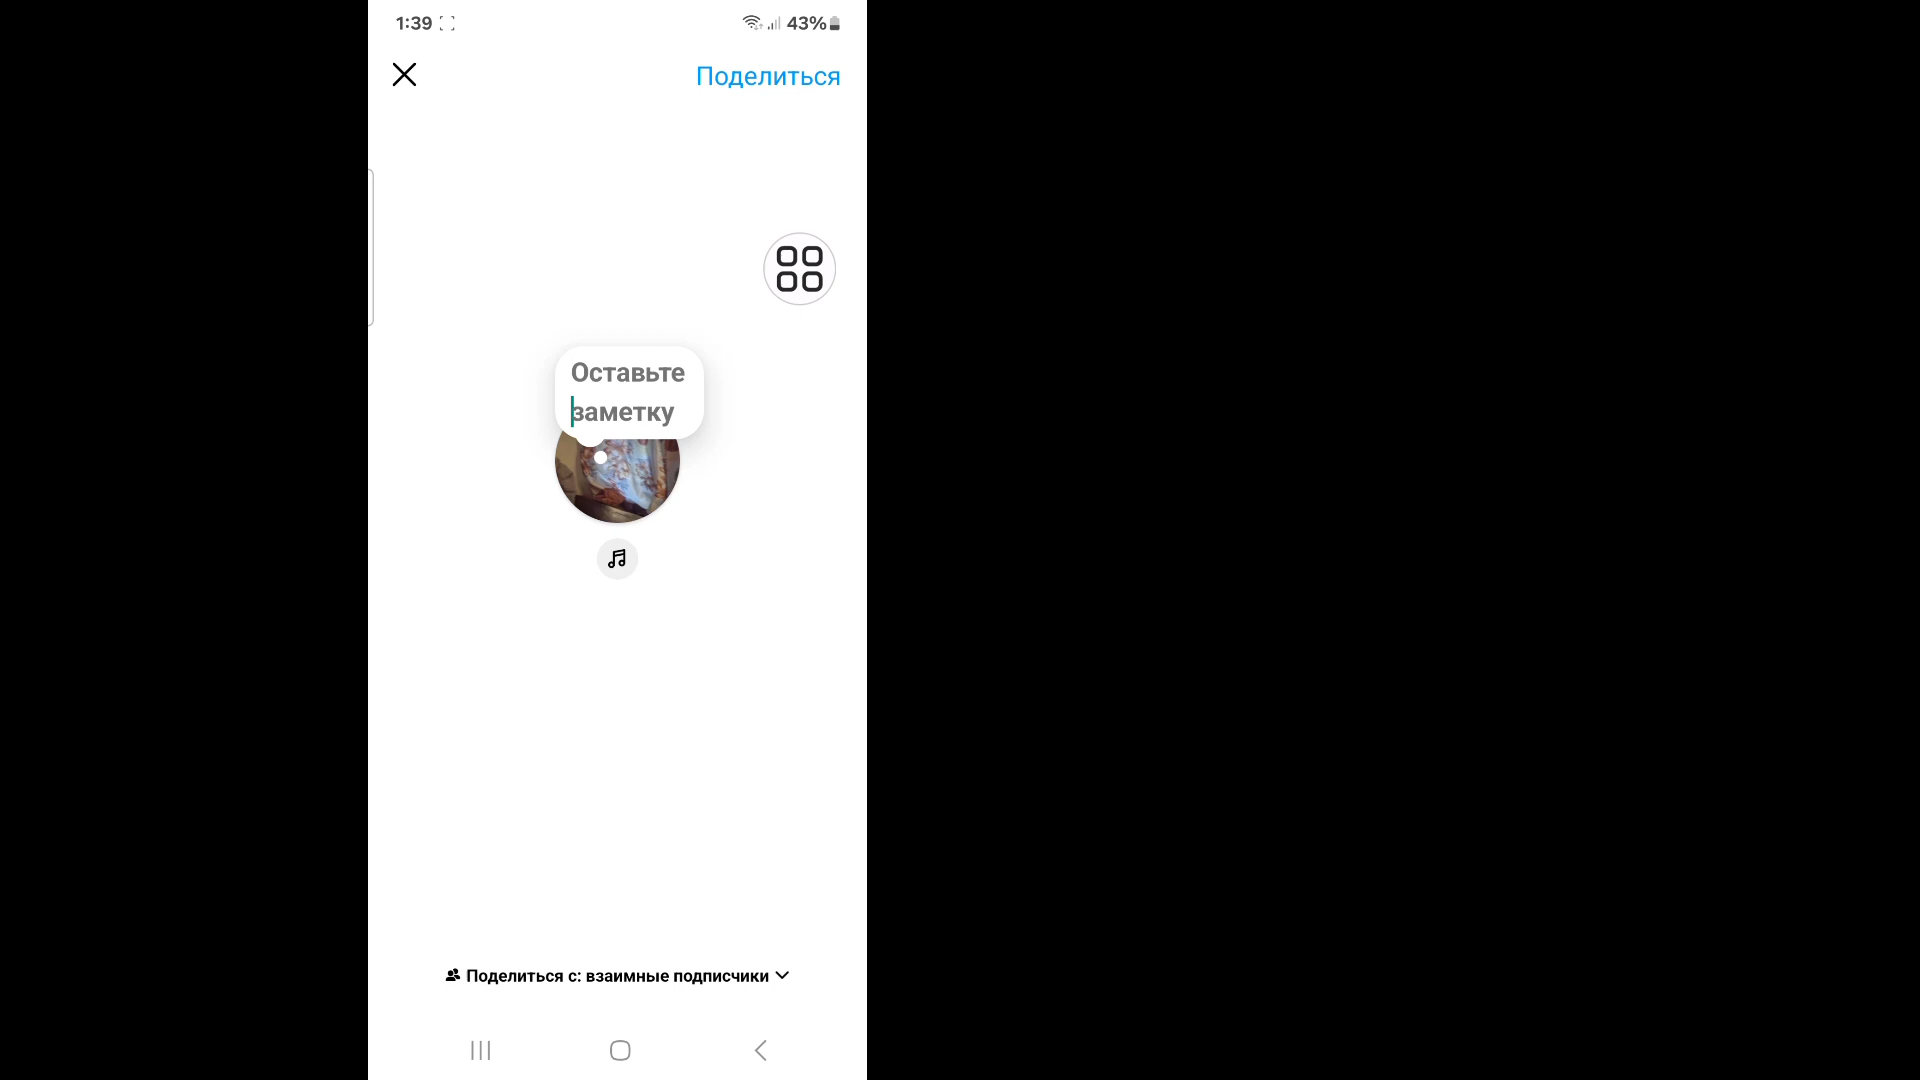 1:39
43%
Поделиться
Оставьте
заметку
Поделиться с: взаимные подписчики